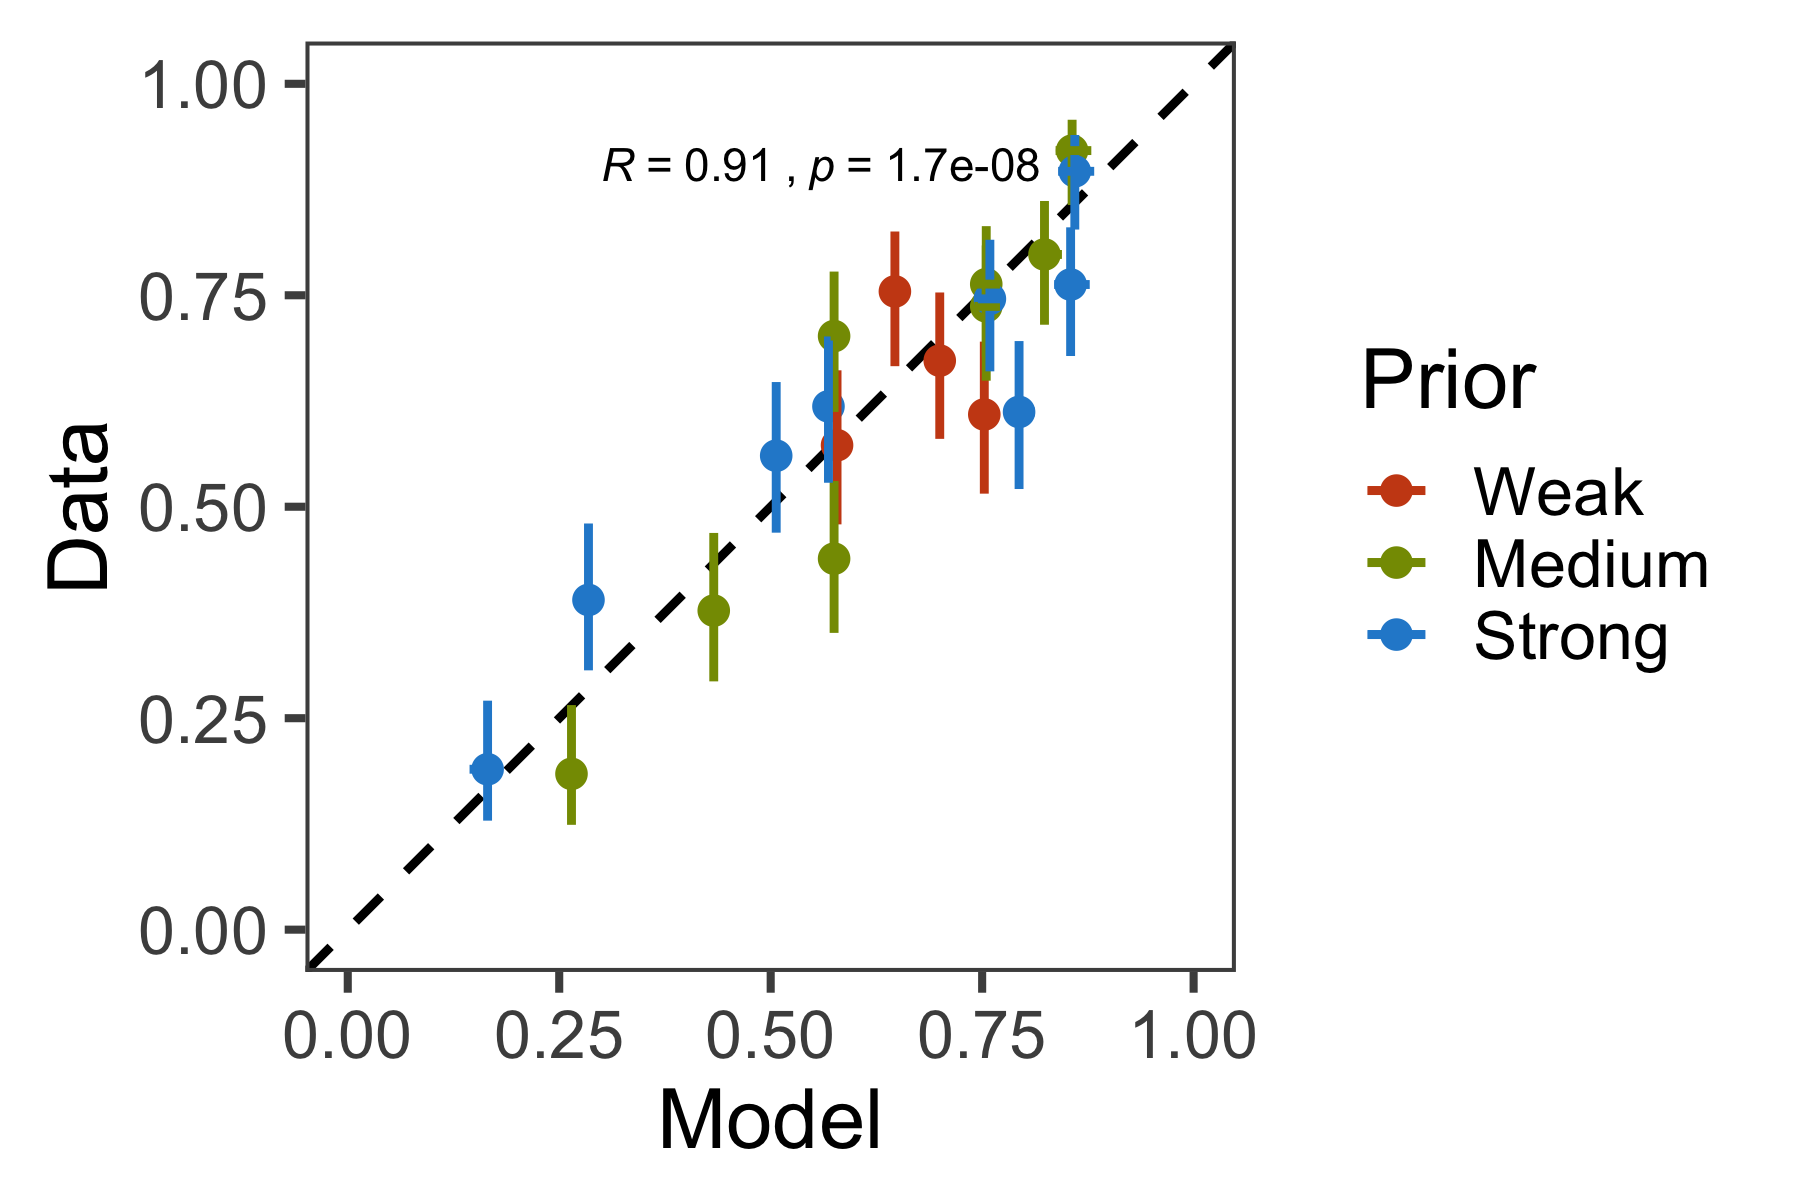 1.00
0.75
0.50
0.25
0.00
Data
R = 0.91 , p = 1.7e-08
0.00 0.25 0.50 0.75 1.00
Model
Prior
Weak
Medium
Strong